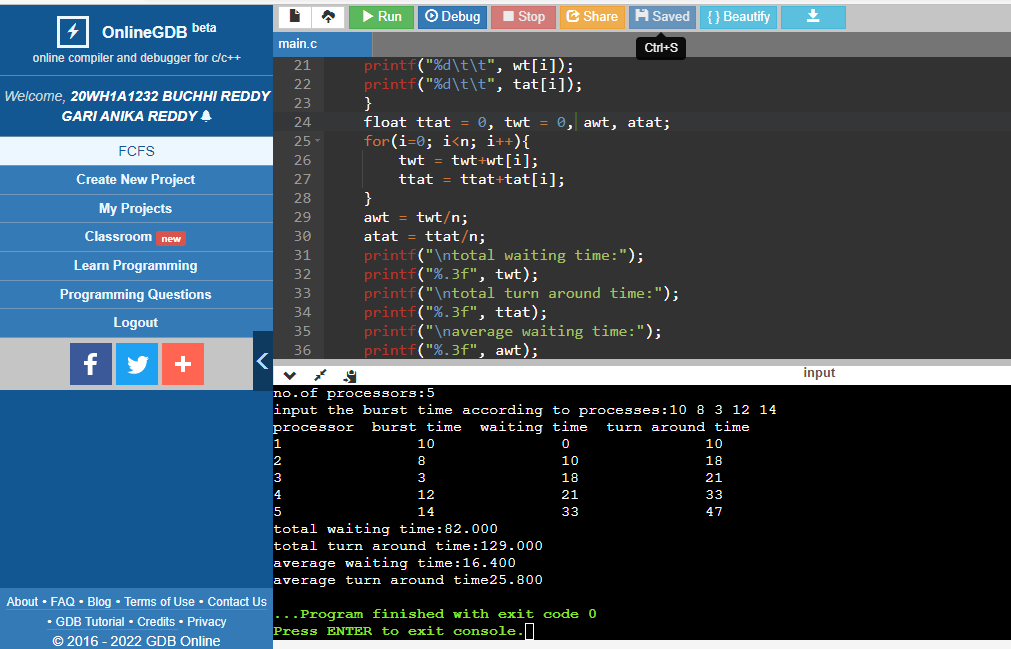 OnlineGDB beta
online compiler and debugger for c/c++
Welcome, 20WH1A1232 BUCHHI REDDY
GARI ANIKA REDDY
FCFS
Create New Project
My Projects
Classroom new
Learn Programming
Programming Questions
Logout
f
+
About • FAQ • Blog • Terms of Use • Contact Us
• GDB Tutorial • Credits • Privacy
© 2016 - 2022 GDB Online
Run Debug Stop Share Saved { } Beautify
Ctrl+S
main.c
21 printf("%d\t\t", wt[i]);
22 printf("%d\t\t", tat[i]);
23 }
24 float ttat = 0, twt = 0, awt, atat;
25 for(i=0; i<n; i++){
26 twt = twt+wt[i];
27 ttat = ttat+tat[i];
28 }
29 awt = twt/n;
30 atat = ttat/n;
31 printf("\ntotal waiting time:");
32 printf("%.3f", twt);
33 printf("\ntotal turn around time:");
34 printf("%.3f", ttat);
35 printf("\naverage waiting time:");
36 printf("%.3f", awt);
input
no.of processors:5
input the burst time according to processes:10 8 3 12 14
processor burst time waiting time turn around time
1 10 0 10
2 8 10 18
3 3 18 21
4 12 21 33
5 14 33 47
total waiting time:82.000
total turn around time:129.000
average waiting time:16.400
average turn around time25.800
...Program finished with exit code 0
Press ENTER to exit console.